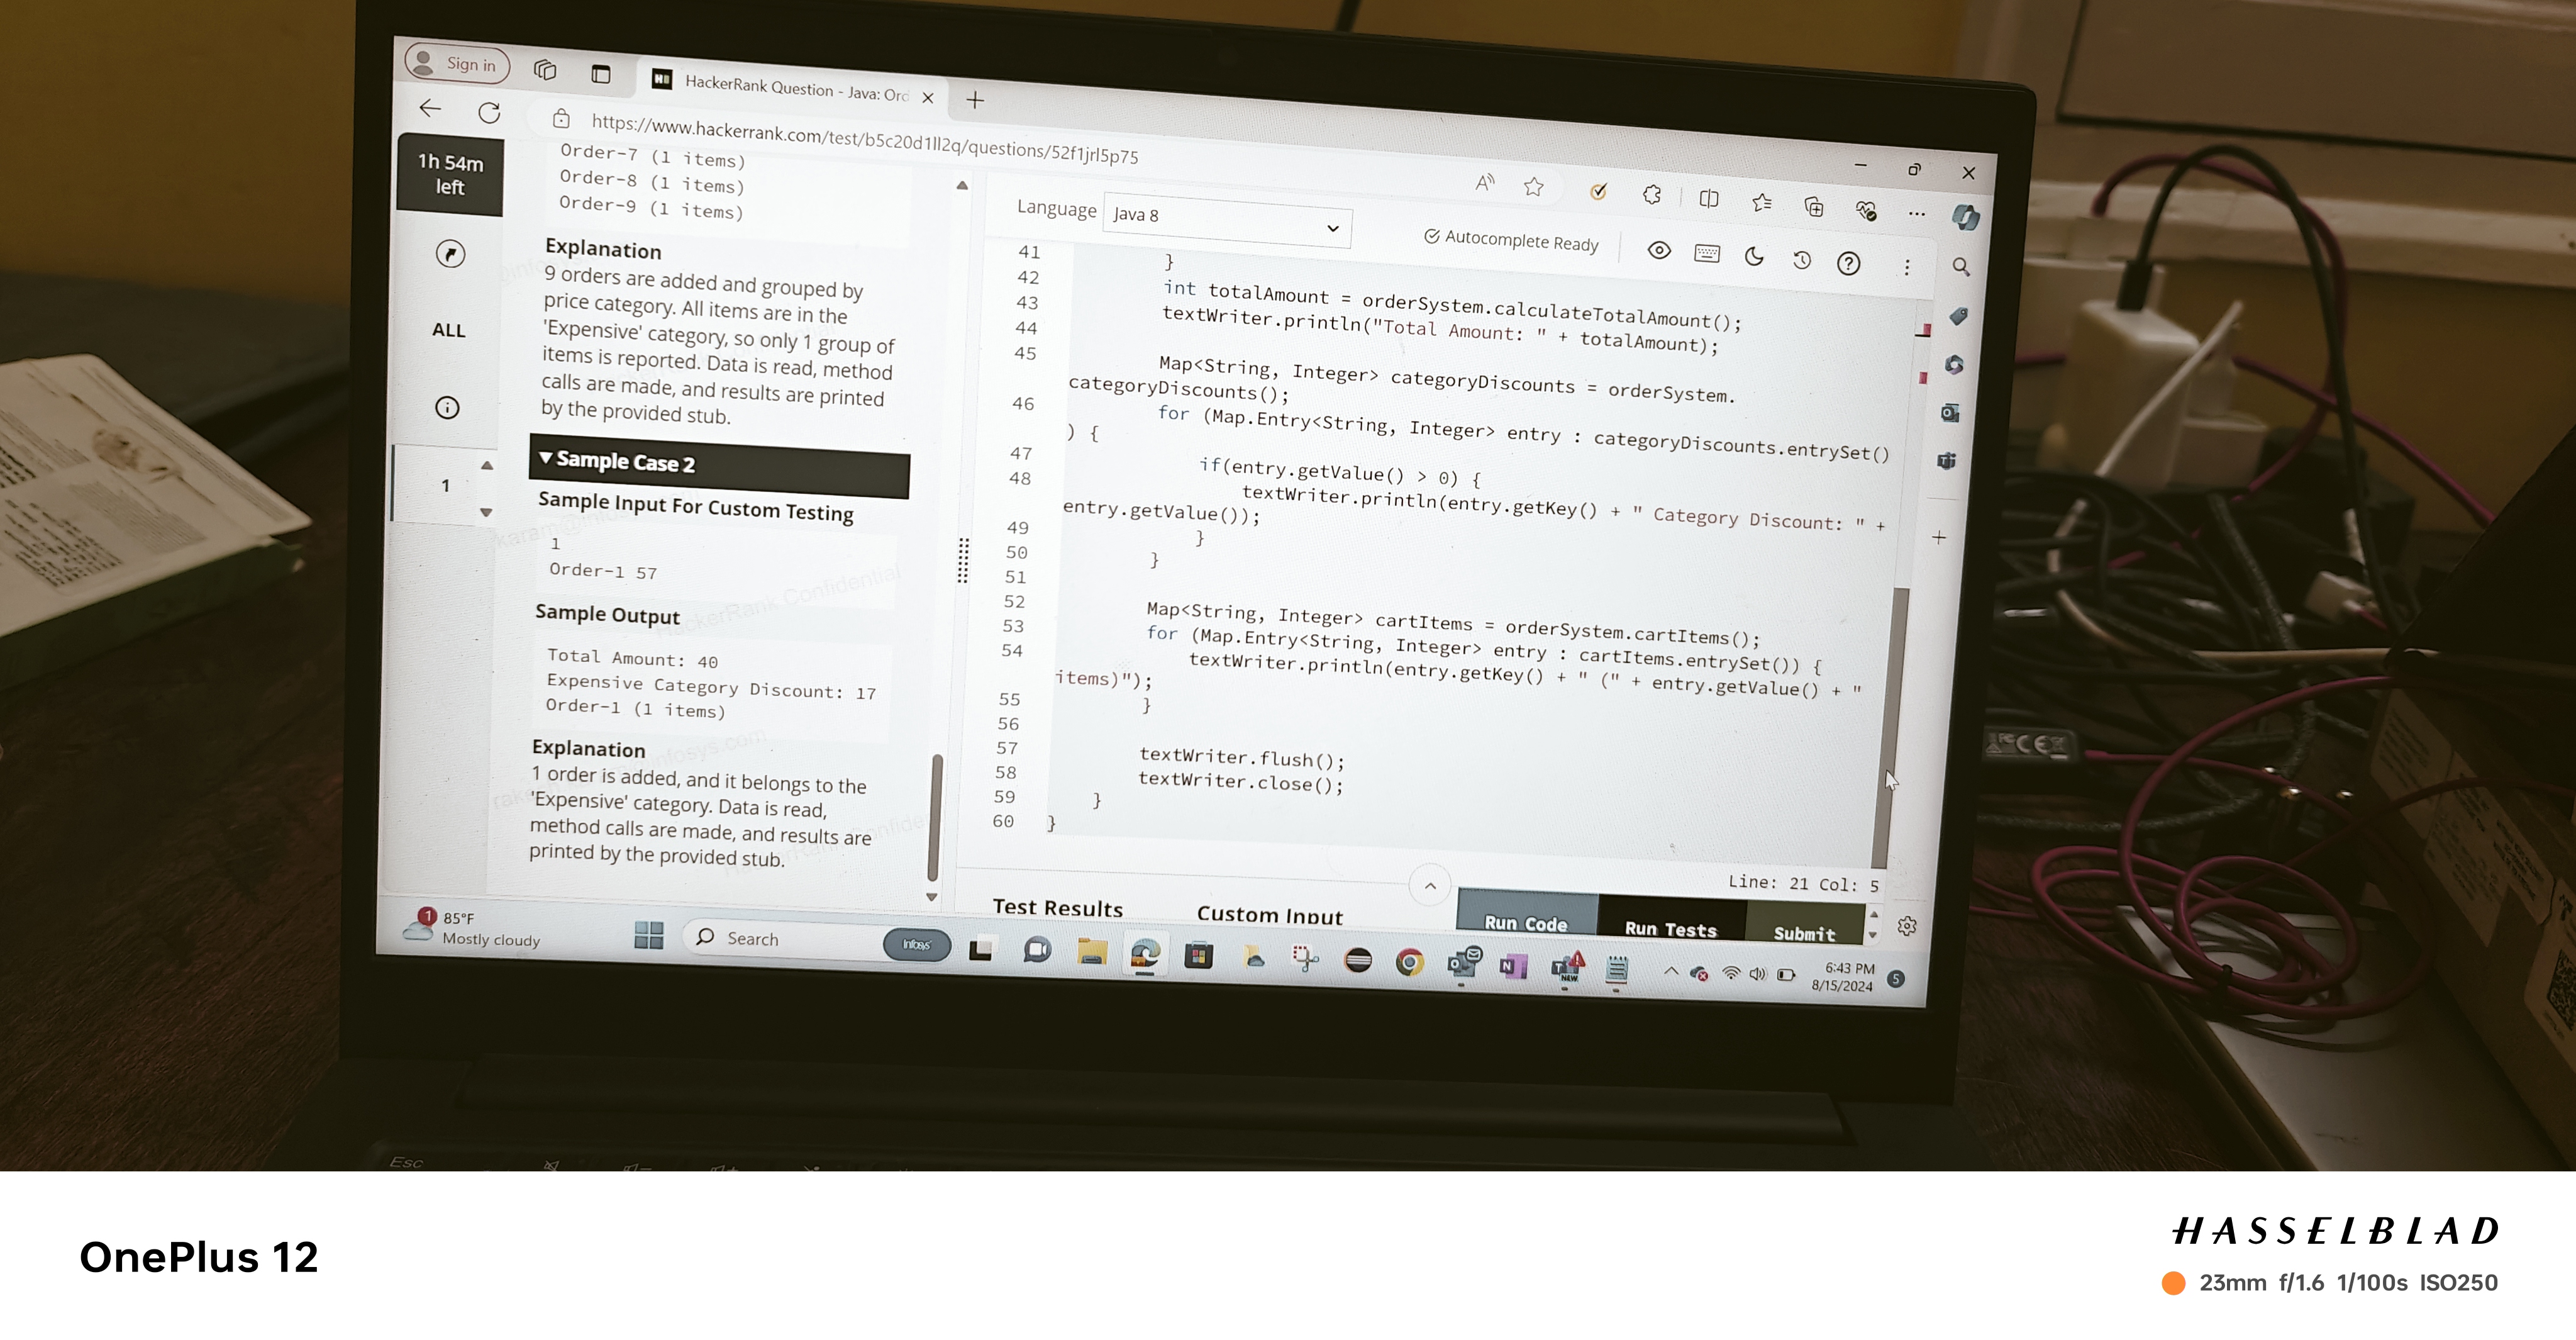 Sign in
HackerRank Question - Java: Orc
https://www.hackerrank.com/test/b5c20d1ll2q/questions/52f1jrl5p75
1h 54m
left
ALL
1
Order-7 (1 items)
Order-8 (1 items)
Order-9 (1 items)
Explanation
9 orders are added and grouped by
price category. All items are in the
'Expensive' category, so only 1 group of
items is reported. Data is read, method
calls are made, and results are printed
by the provided stub.
Sample Case 2
Sample Input For Custom Testing
1
Order-1 57
Sample Output
Total Amount: 40
Expensive Category Discount: 17
Order-1 (1 items)
Explanation
1 order is added, and it belongs to the
'Expensive' category. Data is read,
method calls are made, and results are
printed by the provided stub.
HackerRank Confidential
Language Java 8
Autocomplete Ready
41 }
42 int totalAmount = orderSystem.calculateTotalAmount();
43 textWriter.println("Total Amount: " + totalAmount);
44
45 Map<String, Integer> categoryDiscounts = orderSystem.
categoryDiscounts();
46 for (Map.Entry<String, Integer> entry : categoryDiscounts.entrySet()
) {
47 if(entry.getValue() > 0) {
48 textWriter.println(entry.getKey() + " Category Discount: " +
entry.getValue());
49 }
50 }
51
52 Map<String, Integer> cartItems = orderSystem.cartItems();
53 for (Map.Entry<String, Integer> entry : cartItems.entrySet()) {
54 textWriter.println(entry.getKey() + " (" + entry.getValue() + "
items)");
55 }
56
57 textWriter.flush();
58 textWriter.close();
59 }
60 }
Line: 21 Col: 5
Test Results
Custom Input
Run Code
Run Tests
Submit
1
85°F
Mostly cloudy
Search
Infosys
NEW
6:43 PM
8/15/2024
5
Esc
OnePlus 12
HASSELBLAD
23mm f/1.6 1/100s ISO250